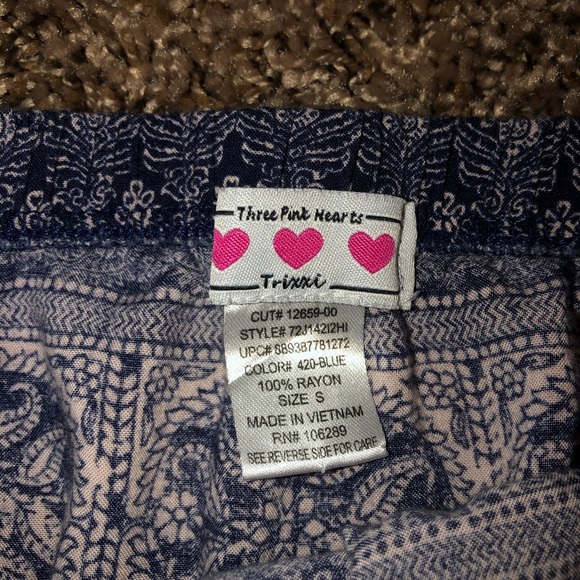 Three Pink Hearts
Trixxi
CUT# 12659-00
STYLE# 72J142I2HI
UPC# 889387781272
COLOR# 420-BLUE
100% RAYON
SIZE S
MADE IN VIETNAM
RN# 106289
SEE REVERSE SIDE FOR CARE